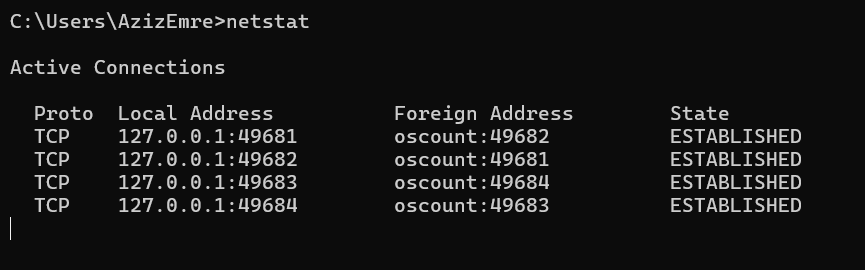 C:\Users\AzizEmre>netstat
Active Connections
Proto  Local Address          Foreign Address        State
TCP    127.0.0.1:49681        oscount:49682          ESTABLISHED
TCP    127.0.0.1:49682        oscount:49681          ESTABLISHED
TCP    127.0.0.1:49683        oscount:49684          ESTABLISHED
TCP    127.0.0.1:49684        oscount:49683          ESTABLISHED